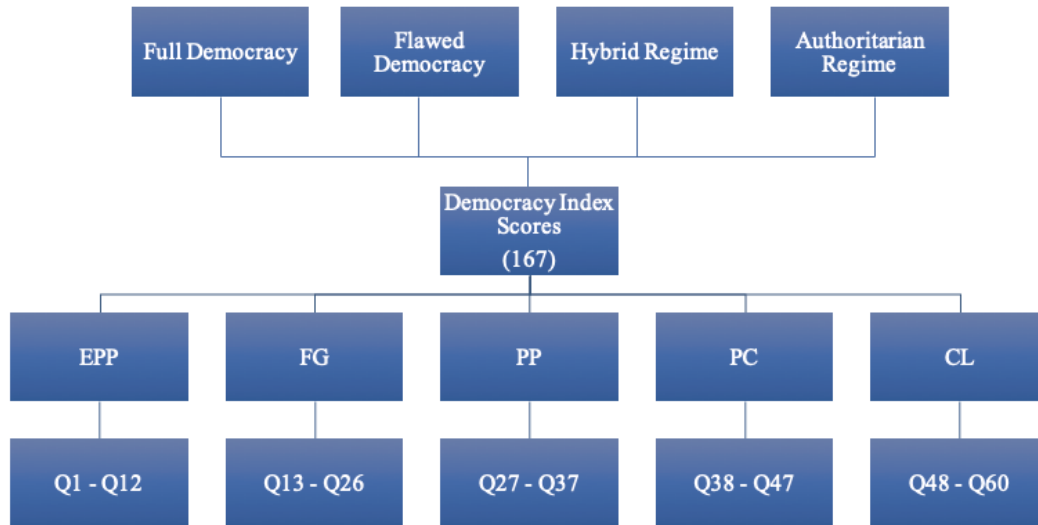 Full Democracy
Flawed
Democracy
Hybrid Regime
Authoritarian
Regime
Democracy Index
Scores
(167)
EPP
FG
PP
PC
CL
Q1 - Q12
Q13 - Q26
Q27 - Q37
Q38 - Q47
Q48 - Q60